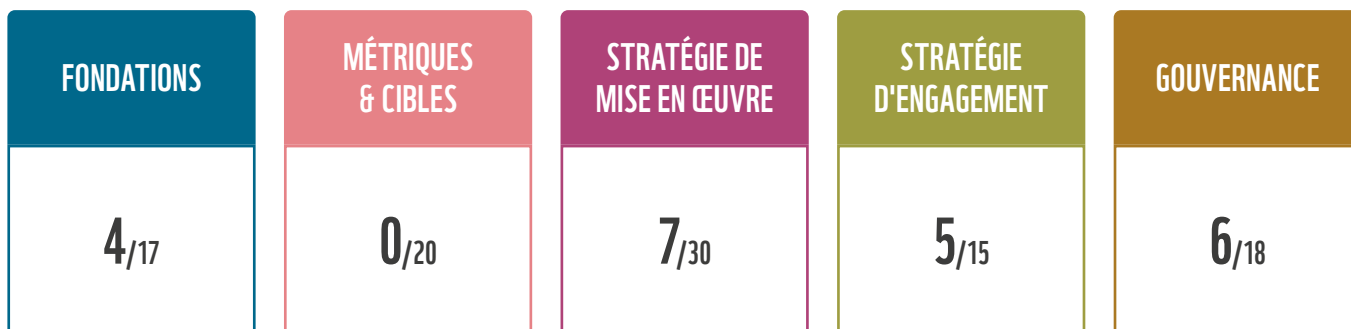 FONDATIONS
4/17
MÉTRIQUES
& CIBLES
0/20
STRATÉGIE DE
MISE EN ŒUVRE
7/30
STRATÉGIE
D'ENGAGEMENT
5/15
GOUVERNANCE
6/18